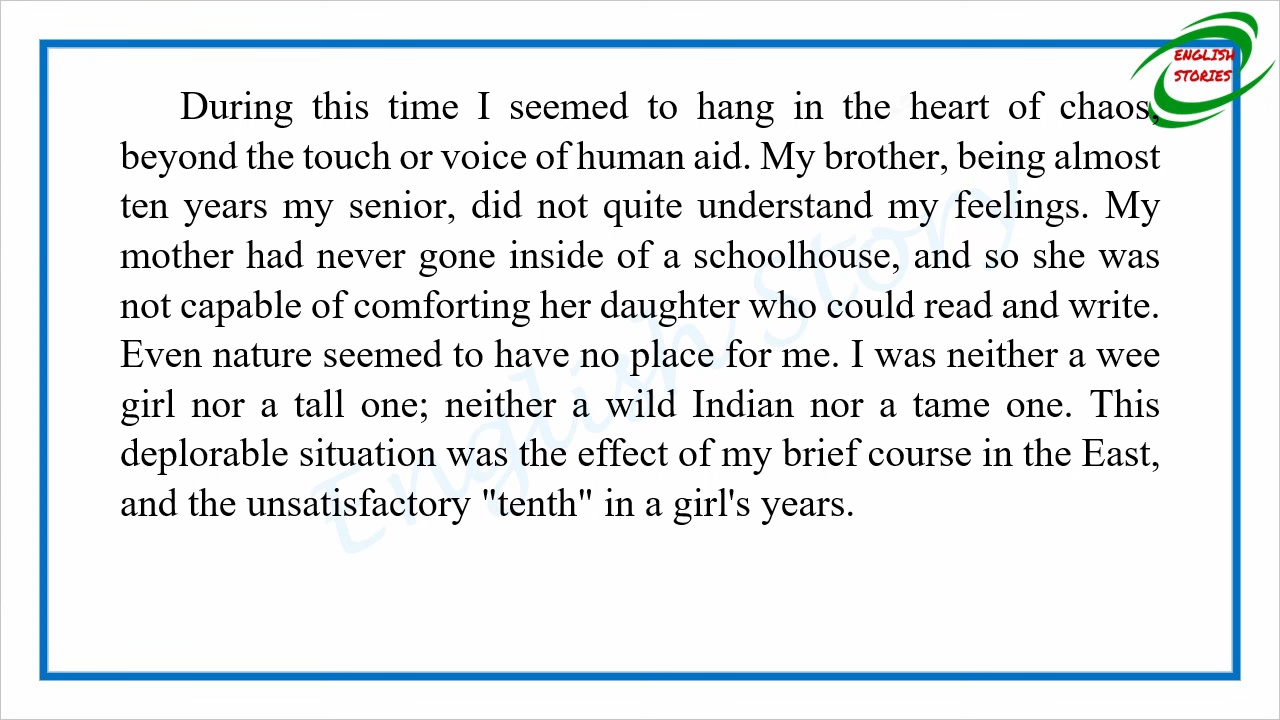 ENGLISH
STORIES
During this time I seemed to hang in the heart of chaos,
beyond the touch or voice of human aid. My brother, being almost
ten years my senior, did not quite understand my feelings. My
mother had never gone inside of a schoolhouse, and so she was
not capable of comforting her daughter who could read and write.
Even nature seemed to have no place for me. I was neither a wee
girl nor a tall one; neither a wild Indian nor a tame one. This
deplorable situation was the effect of my brief course in the East,
and the unsatisfactory "tenth" in a girl's years.
English Story